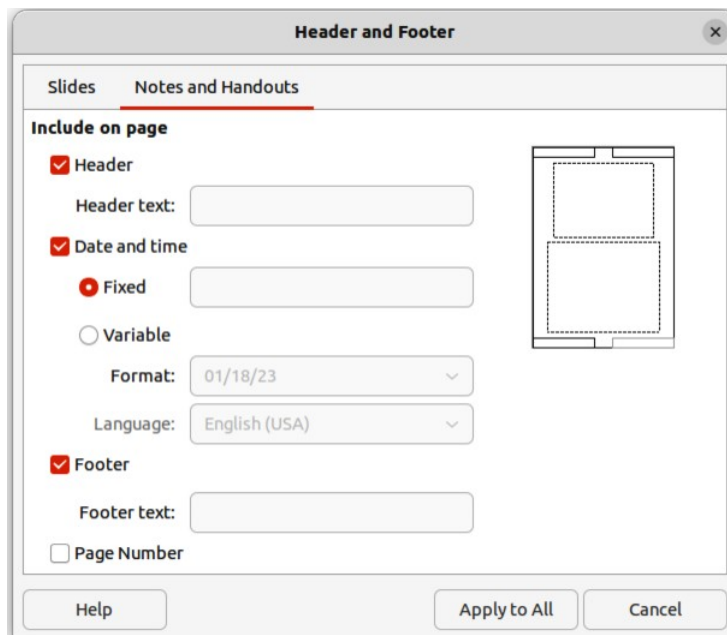 Header and Footer
Slides Notes and Handouts
Include on page
Header
Header text:
Date and time
Fixed
Variable
Format: 01/18/23
Language: English (USA)
Footer
Footer text:
Page Number
Help Apply to All Cancel